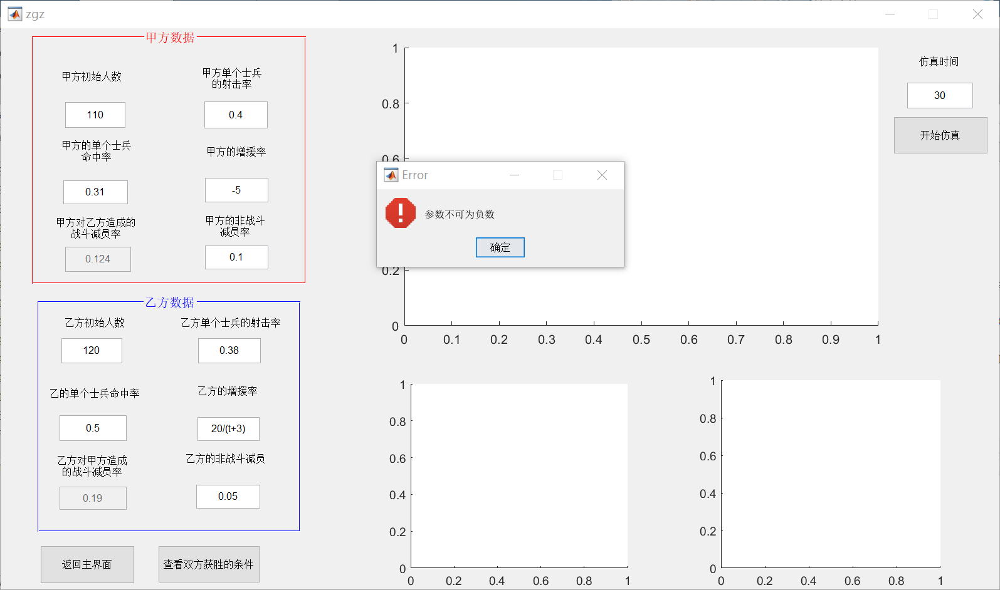 zgz
甲方数据
甲方初始人数
甲方单个士兵
的射击率
110
0.4
甲方的单个士兵
命中率
甲方的增援率
0.31
-5
甲方对乙方造成的
战斗减员率
甲方的非战斗
减员率
0.124
0.1
乙方数据
乙方初始人数
乙方单个士兵的射击率
120
0.38
乙的单个士兵命中率
乙方的增援率
0.5
20/(t+3)
乙方对甲方造成
的战斗减员率
乙方的非战斗减员
0.19
0.05
返回主界面
查看双方获胜的条件
1
0.8
0.6
0.2
0
0 0.1 0.2 0.3 0.4 0.5 0.6 0.7 0.8 0.9 1
Error
参数不可为负数
确定
仿真时间
30
开始仿真
1
0.8
0.6
0.4
0.2
0
0 0.2 0.4 0.6 0.8 1
1
0.8
0.6
0.4
0.2
0
0 0.2 0.4 0.6 0.8 1